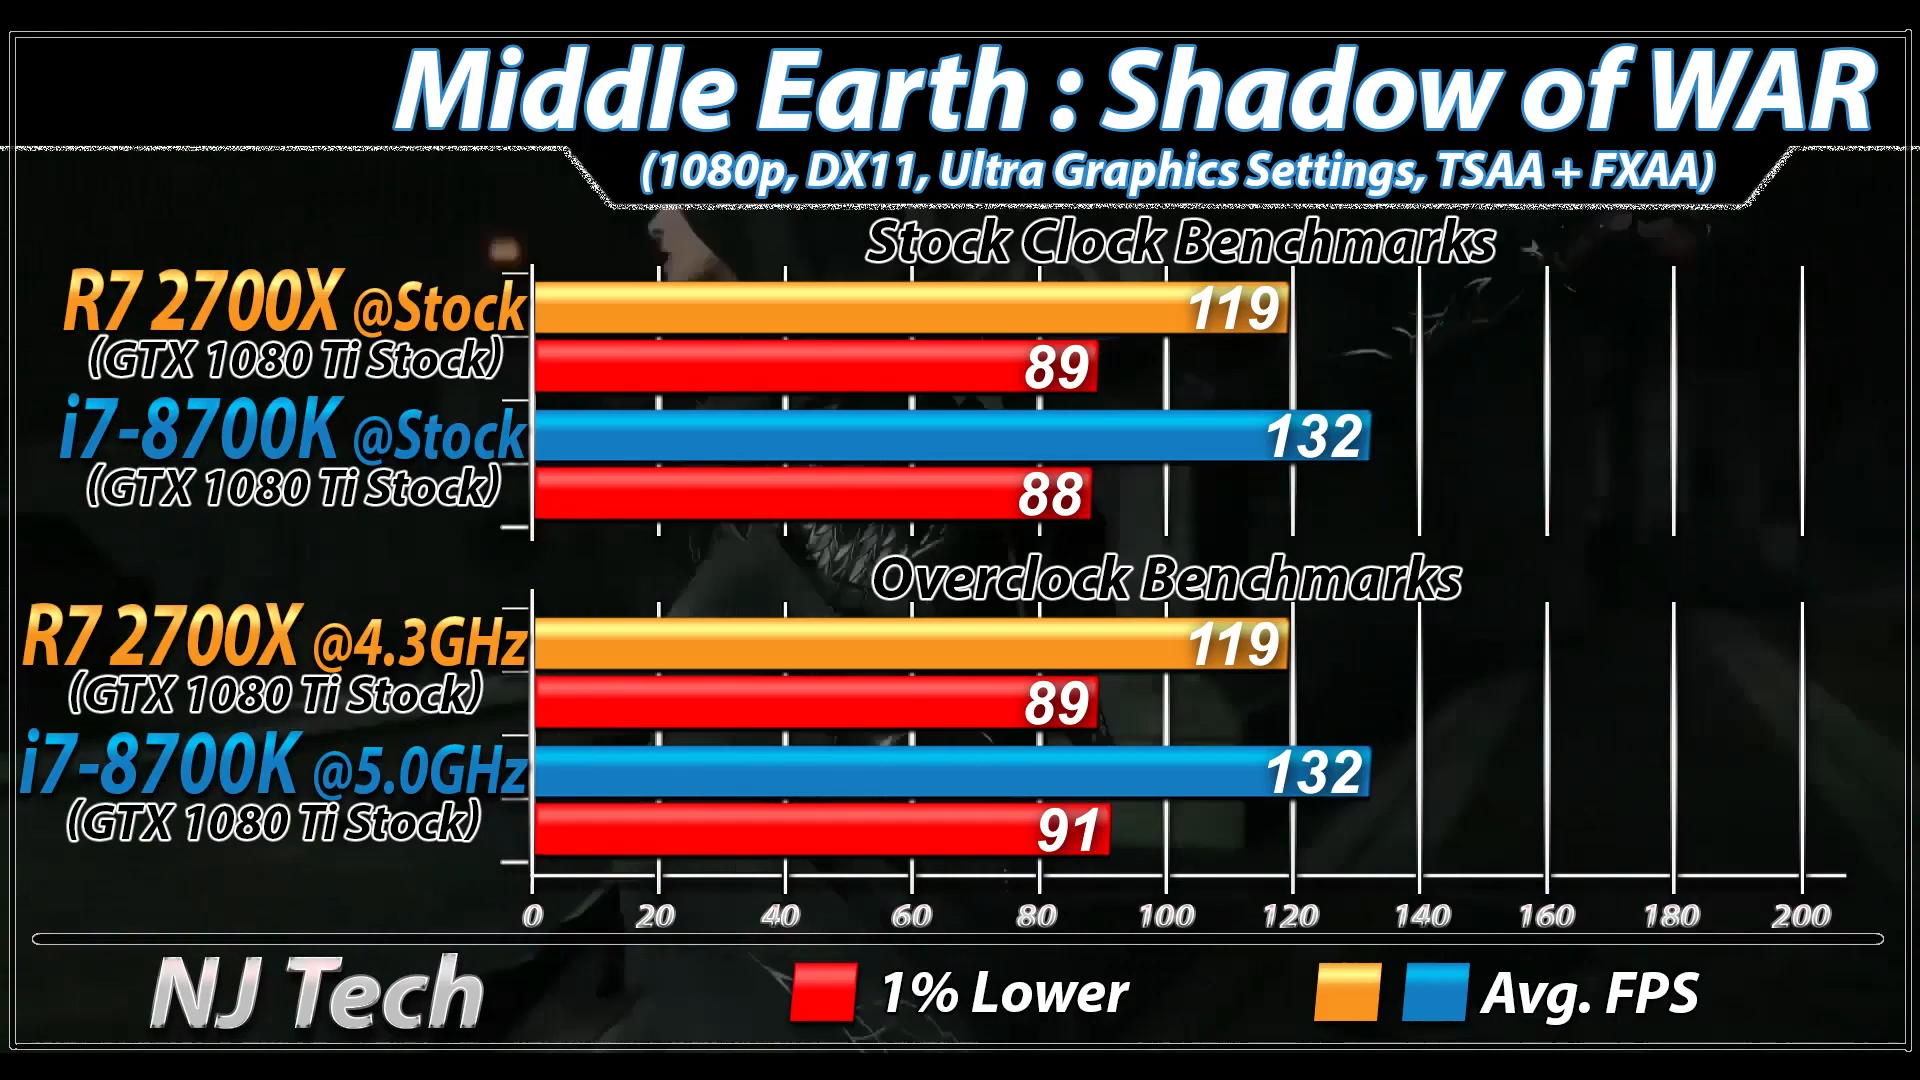 Middle Earth : Shadow of WAR
(1080p, DX11, Ultra Graphics Settings, TSAA + FXAA)
Stock Clock Benchmarks
R7 2700X @Stock 119
(GTX 1080 Ti Stock) 89
i7-8700K @Stock 132
(GTX 1080 Ti Stock) 88
Overclock Benchmarks
R7 2700X @4.3GHz 119
(GTX 1080 Ti Stock) 89
i7-8700K @5.0GHz 132
(GTX 1080 Ti Stock) 91
0 20 40 60 80 100 120 140 160 180 200
NJ Tech 1% Lower Avg. FPS